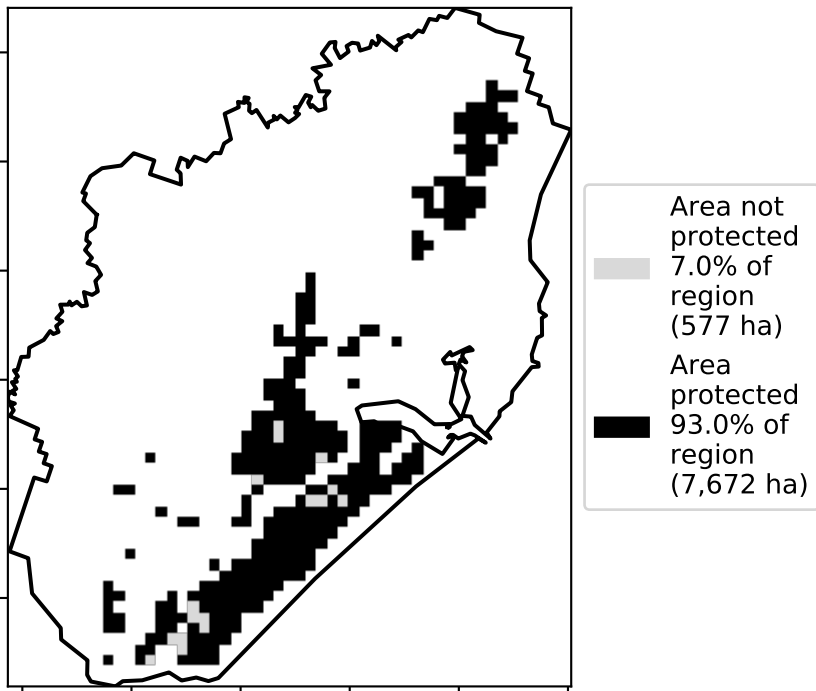 Area not
protected
7.0% of
region
(577 ha)
Area
protected
93.0% of
region
(7,672 ha)